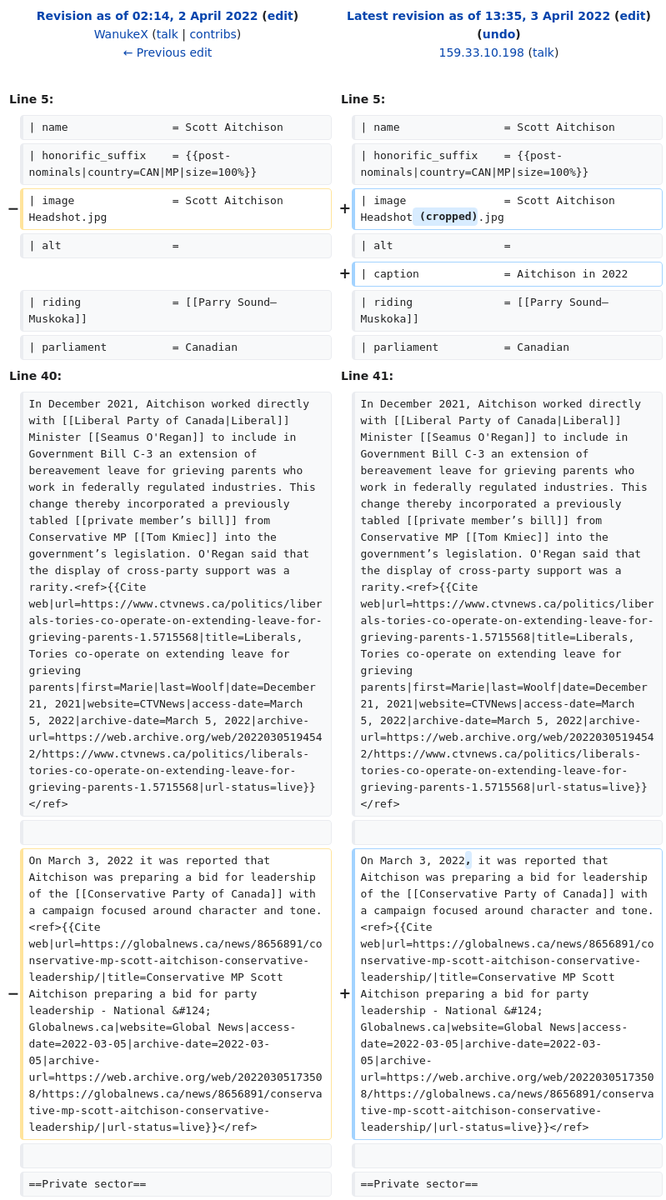 Revision as of 02:14, 2 April 2022 (edit)
WanukeX (talk | contribs)
← Previous edit
Latest revision as of 13:35, 3 April 2022 (edit)
(undo)
159.33.10.198 (talk)
Line 5:
| name = Scott Aitchison
| honorific_suffix = {{post-
nominals|country=CAN|MP|size=100%}}
− | image = Scott Aitchison
Headshot.jpg
| alt =
| riding = [[Parry Sound—
Muskoka]]
| parliament = Canadian
Line 5:
| name = Scott Aitchison
| honorific_suffix = {{post-
nominals|country=CAN|MP|size=100%}}
+ | image = Scott Aitchison
Headshot (cropped).jpg
| alt =
+ | caption = Aitchison in 2022
| riding = [[Parry Sound—
Muskoka]]
| parliament = Canadian
Line 40:
In December 2021, Aitchison worked directly
with [[Liberal Party of Canada|Liberal]]
Minister [[Seamus O'Regan]] to include in
Government Bill C-3 an extension of
bereavement leave for grieving parents who
work in federally regulated industries. This
change thereby incorporated a previously
tabled [[private member’s bill]] from
Conservative MP [[Tom Kmiec]] into the
government’s legislation. O'Regan said that
the display of cross-party support was a
rarity.<ref>{{Cite
web|url=https://www.ctvnews.ca/politics/liber
als-tories-co-operate-on-extending-leave-for-
grieving-parents-1.5715568|title=Liberals,
Tories co-operate on extending leave for
grieving
parents|first=Marie|last=Woolf|date=December
21, 2021|website=CTVNews|access-date=March
5, 2022|archive-date=March 5, 2022|archive-
url=https://web.archive.org/web/2022030519454
2/https://www.ctvnews.ca/politics/liberals-
tories-co-operate-on-extending-leave-for-
grieving-parents-1.5715568|url-status=live}}
</ref>
− On March 3, 2022 it was reported that
Aitchison was preparing a bid for leadership
of the [[Conservative Party of Canada]] with
a campaign focused around character and tone.
<ref>{{Cite
web|url=https://globalnews.ca/news/8656891/co
nservative-mp-scott-aitchison-conservative-
leadership/|title=Conservative MP Scott
Aitchison preparing a bid for party
leadership - National &#124;
Globalnews.ca|website=Global News|access-
date=2022-03-05|archive-date=2022-03-
05|archive-
url=https://web.archive.org/web/2022030517350
8/https://globalnews.ca/news/8656891/conserva
tive-mp-scott-aitchison-conservative-
leadership/|url-status=live}}</ref>
==Private sector==
Line 41:
In December 2021, Aitchison worked directly
with [[Liberal Party of Canada|Liberal]]
Minister [[Seamus O'Regan]] to include in
Government Bill C-3 an extension of
bereavement leave for grieving parents who
work in federally regulated industries. This
change thereby incorporated a previously
tabled [[private member’s bill]] from
Conservative MP [[Tom Kmiec]] into the
government’s legislation. O'Regan said that
the display of cross-party support was a
rarity.<ref>{{Cite
web|url=https://www.ctvnews.ca/politics/liber
als-tories-co-operate-on-extending-leave-for-
grieving-parents-1.5715568|title=Liberals,
Tories co-operate on extending leave for
grieving
parents|first=Marie|last=Woolf|date=December
21, 2021|website=CTVNews|access-date=March
5, 2022|archive-date=March 5, 2022|archive-
url=https://web.archive.org/web/2022030519454
2/https://www.ctvnews.ca/politics/liberals-
tories-co-operate-on-extending-leave-for-
grieving-parents-1.5715568|url-status=live}}
</ref>
+ On March 3, 2022, it was reported that
Aitchison was preparing a bid for leadership
of the [[Conservative Party of Canada]] with
a campaign focused around character and tone.
<ref>{{Cite
web|url=https://globalnews.ca/news/8656891/co
nservative-mp-scott-aitchison-conservative-
leadership/|title=Conservative MP Scott
Aitchison preparing a bid for party
leadership - National &#124;
Globalnews.ca|website=Global News|access-
date=2022-03-05|archive-date=2022-03-
05|archive-
url=https://web.archive.org/web/2022030517350
8/https://globalnews.ca/news/8656891/conserva
tive-mp-scott-aitchison-conservative-
leadership/|url-status=live}}</ref>
==Private sector==